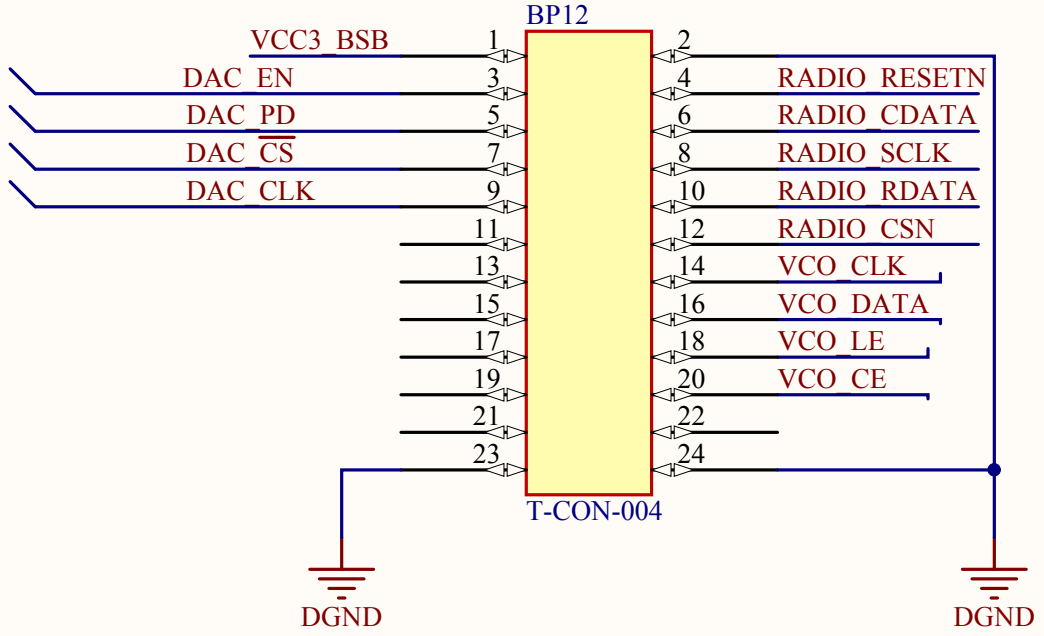 BP12
VCC3_BSB 1 2
DAC_EN 3 4 RADIO_RESETN
DAC_PD 5 6 RADIO_CDATA
DAC_C̅S̅ 7 8 RADIO_SCLK
DAC_CLK 9 10 RADIO_RDATA
11 12 RADIO_CSN
13 14 VCO_CLK
15 16 VCO_DATA
17 18 VCO_LE
19 20 VCO_CE
21 22
23 24
T-CON-004
DGND DGND